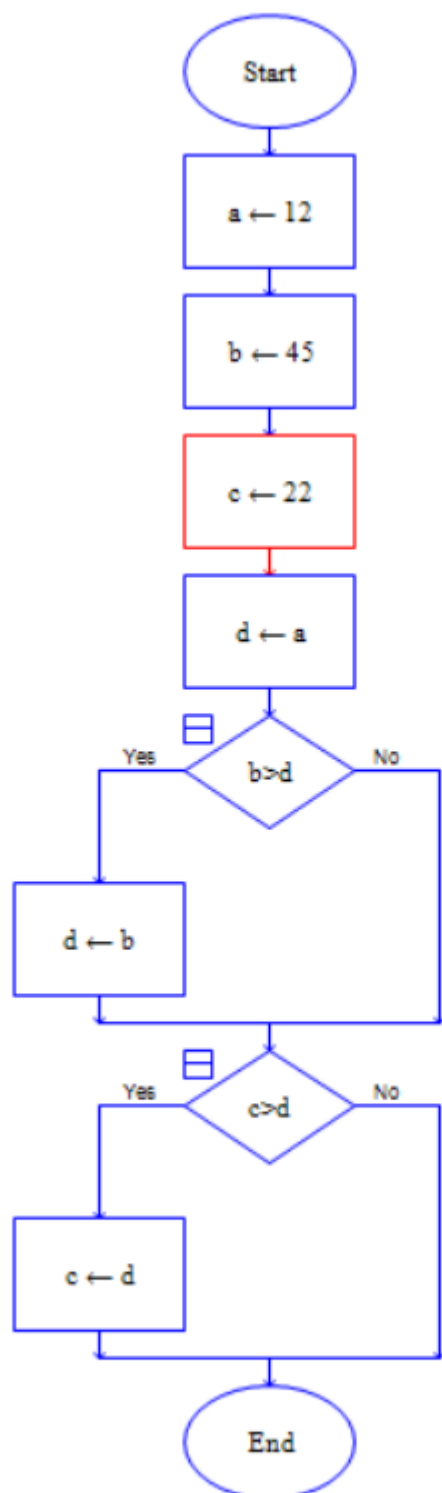 Start
a ← 12
b ← 45
c ← 22
d ← a
Yes
b>d
No
d ← b
Yes
c>d
No
c ← d
End